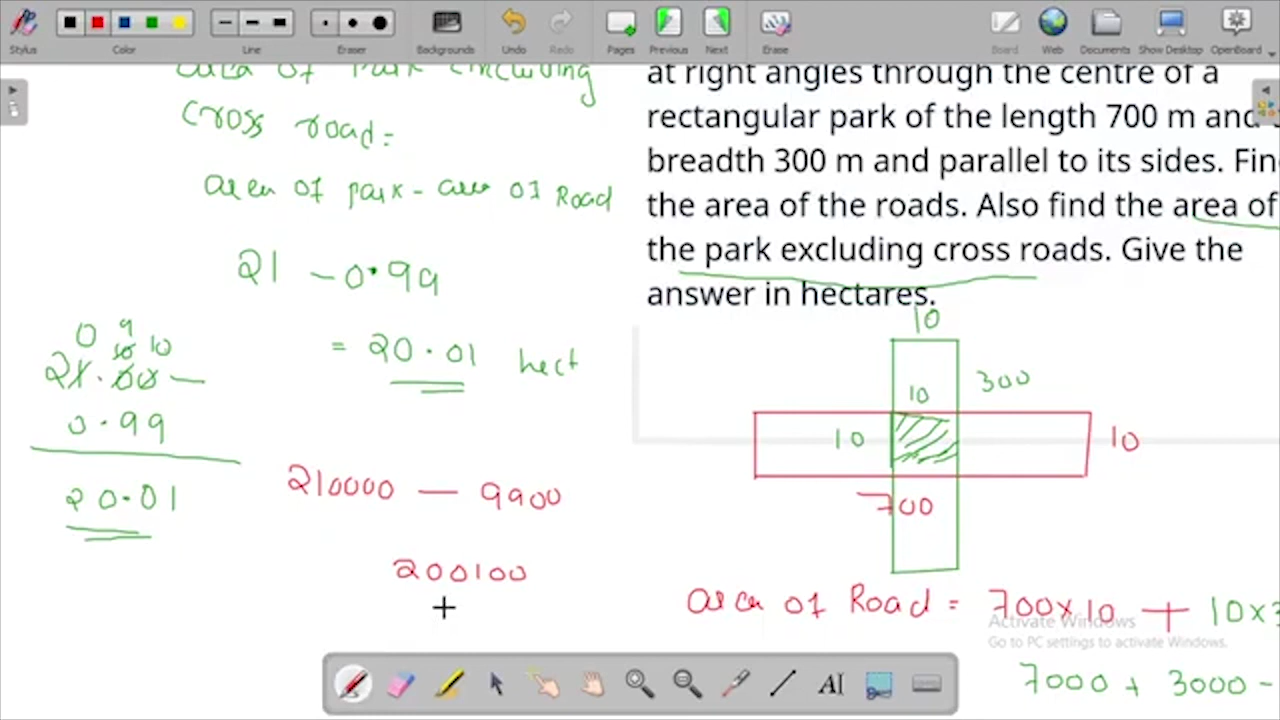 Stylus Color Line Eraser Backgrounds Undo Redo Pages Previous Next Erase Board Web Documents Show Desktop OpenBoard
area of Park Excluding
cross road =
area of park - area of Road
21 - 0.99
= 20.01 hect
0 9
10 10
21.00 -
0.99
20.01
210000 - 9900
200100
at right angles through the centre of a
rectangular park of the length 700 m and
breadth 300 m and parallel to its sides. Fin
the area of the roads. Also find the area of
the park excluding cross roads. Give the
answer in hectares.
10
300
10
10
10
700
area of Road = 700x10 + 10x3
Activate Windows
Go to PC settings to activate Windows.
7000 + 3000 -
AI